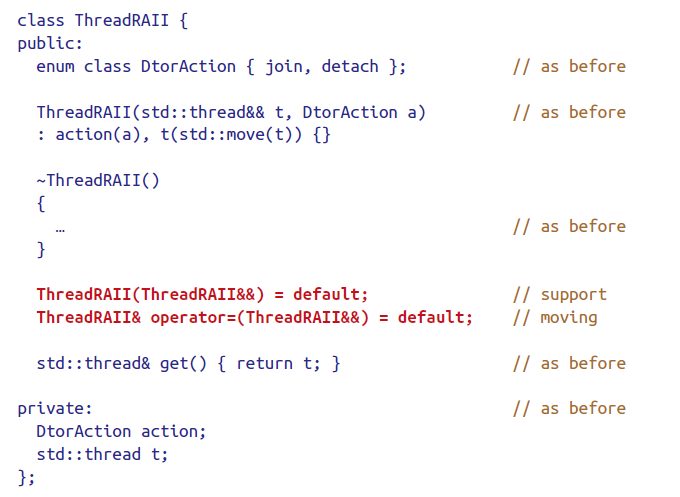 class ThreadRAII {
public:
  enum class DtorAction { join, detach };           // as before

  ThreadRAII(std::thread&& t, DtorAction a)         // as before
  : action(a), t(std::move(t)) {}

  ~ThreadRAII()
  {
    …                                               // as before
  }

  ThreadRAII(ThreadRAII&&) = default;               // support
  ThreadRAII& operator=(ThreadRAII&&) = default;    // moving

  std::thread& get() { return t; }                  // as before

private:                                            // as before
  DtorAction action;
  std::thread t;
};